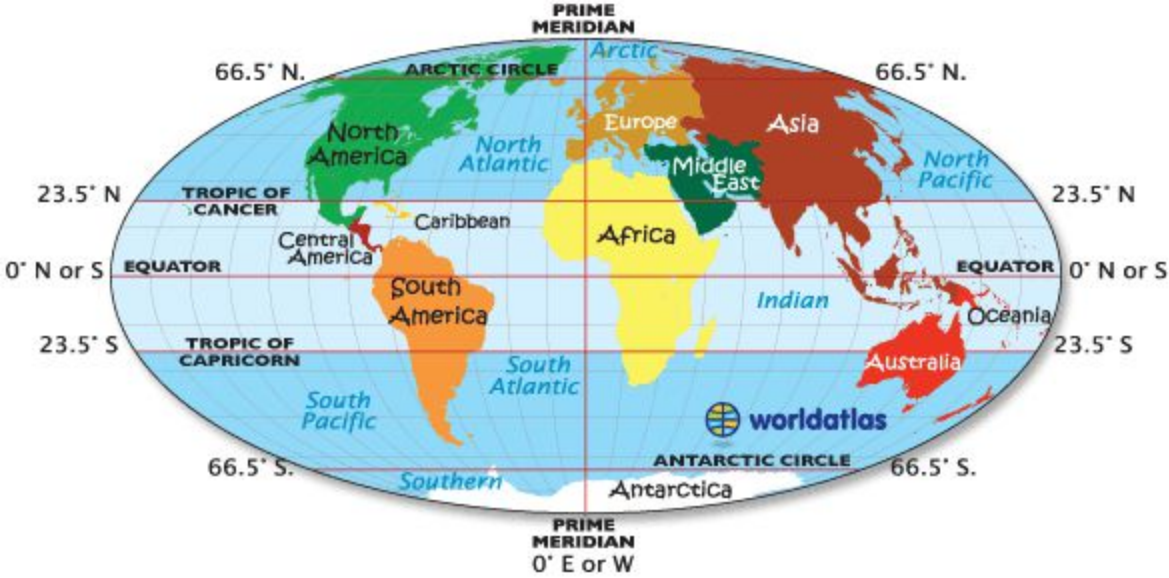 PRIME
MERIDIAN
Arctic
66.5° N.
ARCTIC CIRCLE
66.5° N.
North
America
North
Atlantic
Europe
Asia
Middle
East
North
Pacific
23.5° N
TROPIC OF
CANCER
23.5° N
Caribbean
Central
America
Africa
0° N or S
EQUATOR
EQUATOR
0° N or S
South
America
Indian
Oceania
23.5° S
TROPIC OF
CAPRICORN
23.5° S
Australia
South
Atlantic
South
Pacific
worldatlas
66.5° S.
ANTARCTIC CIRCLE
66.5° S.
Southern
Antarctica
PRIME
MERIDIAN
0° E or W